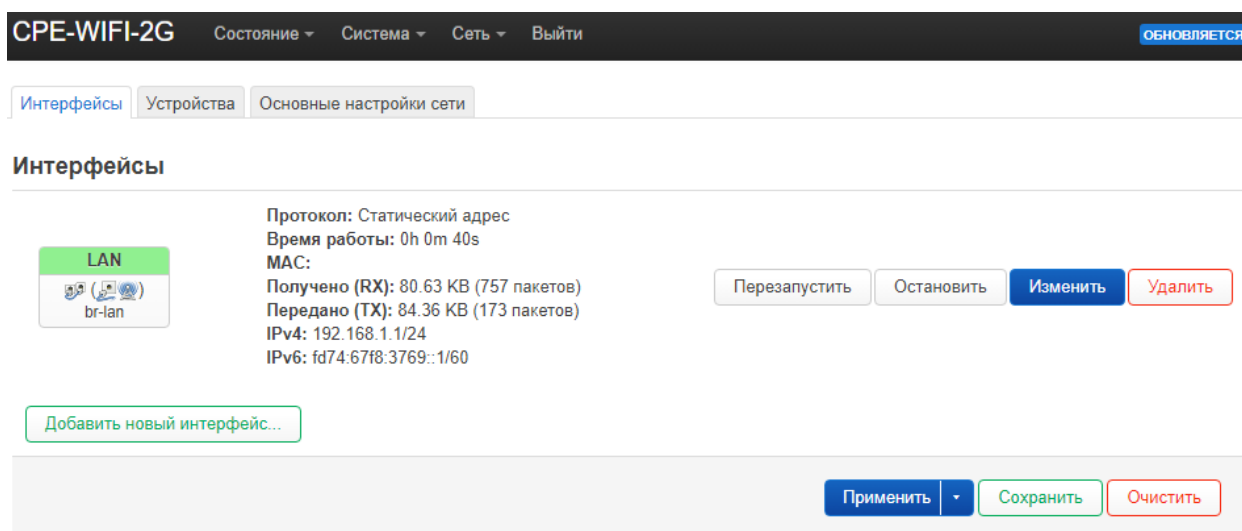 CPE-WIFI-2G Состояние Система Сеть Выйти ОБНОВЛЯЕТСЯ
Интерфейсы Устройства Основные настройки сети
Интерфейсы
LAN
br-lan
Протокол: Статический адрес
Время работы: 0h 0m 40s
MAC:
Получено (RX): 80.63 KB (757 пакетов)
Передано (TX): 84.36 KB (173 пакетов)
IPv4: 192.168.1.1/24
IPv6: fd74:67f8:3769::1/60
Перезапустить Остановить Изменить Удалить
Добавить новый интерфейс...
Применить Сохранить Очистить